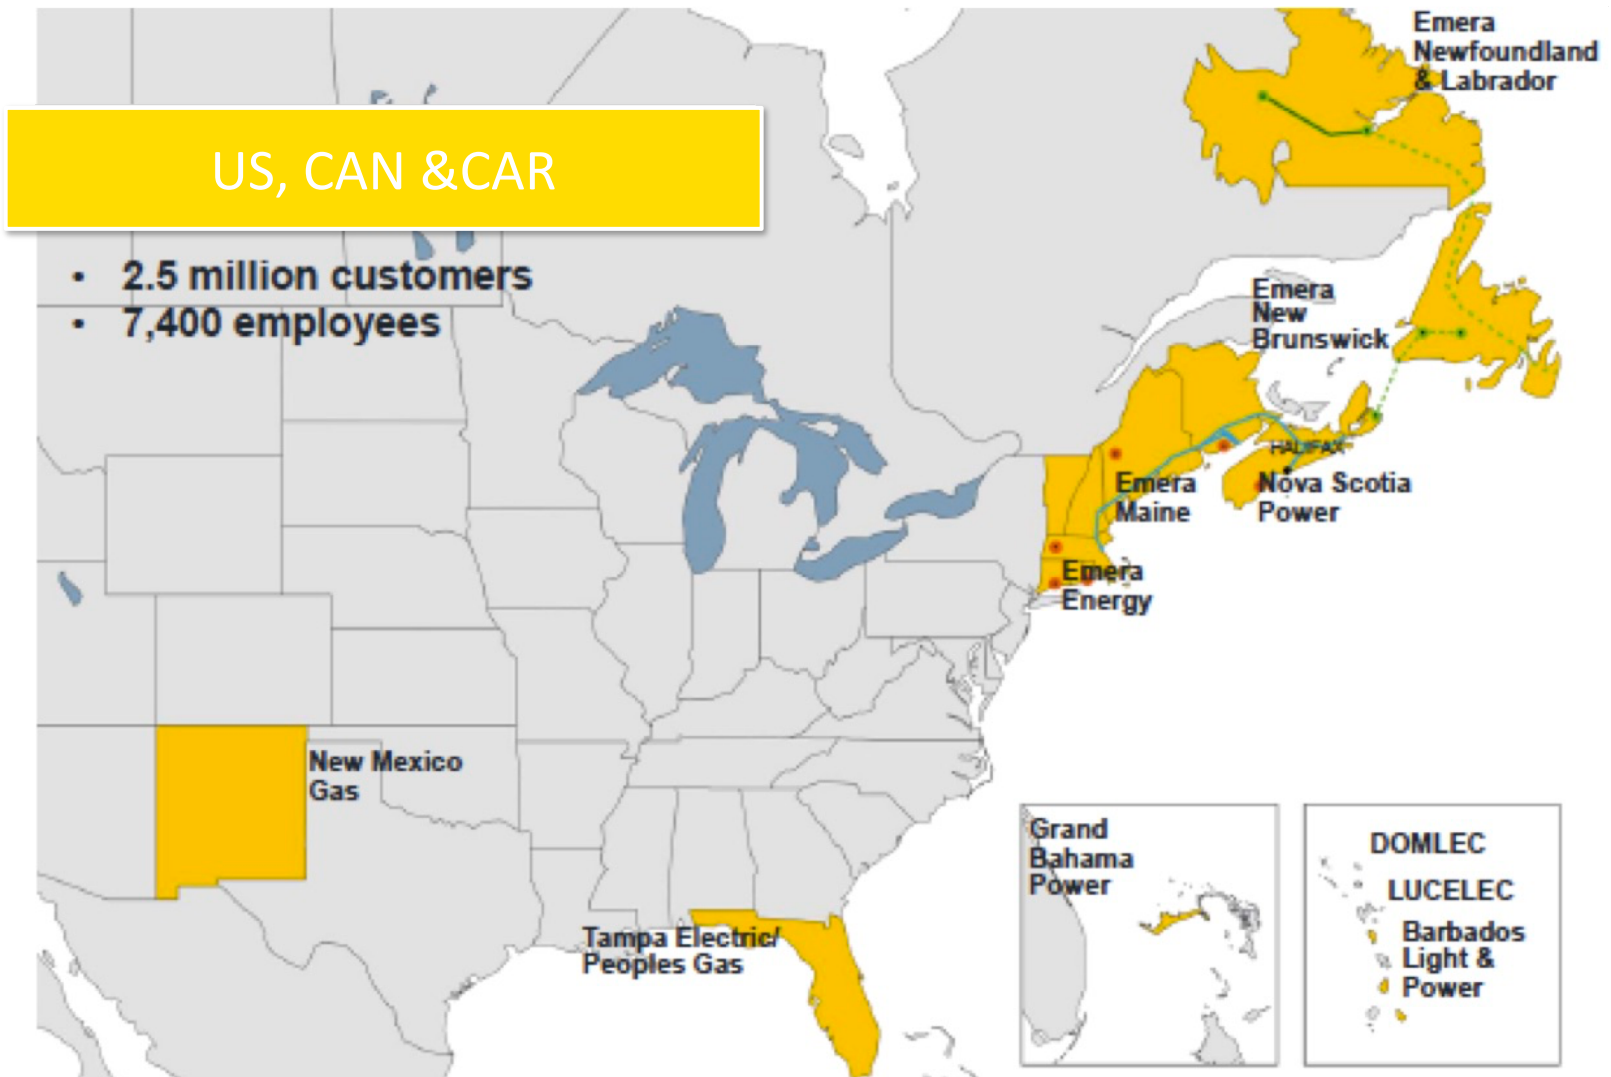 US, CAN &CAR
• 2.5 million customers
• 7,400 employees
Emera
Newfoundland
& Labrador
Emera
New
Brunswick
HALIFAX
Emera
Maine
Nova Scotia
Power
Emera
Energy
New Mexico
Gas
Tampa Electric/
Peoples Gas
Grand
Bahama
Power
DOMLEC
LUCELEC
Barbados
Light &
Power